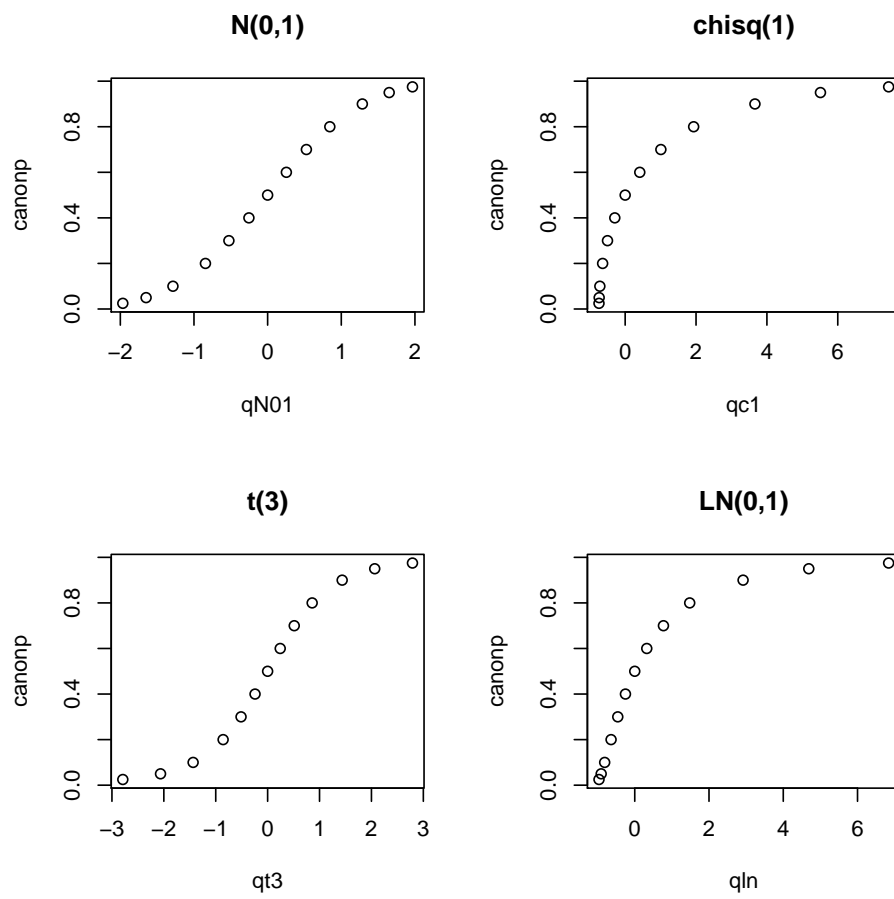 N(0,1)
canonp
0.0 0.4 0.8
−2 −1 0 1 2
qN01
chisq(1)
canonp
0.0 0.4 0.8
0 2 4 6
qc1
t(3)
canonp
0.0 0.4 0.8
−3 −2 −1 0 1 2 3
qt3
LN(0,1)
canonp
0.0 0.4 0.8
0 2 4 6
qln